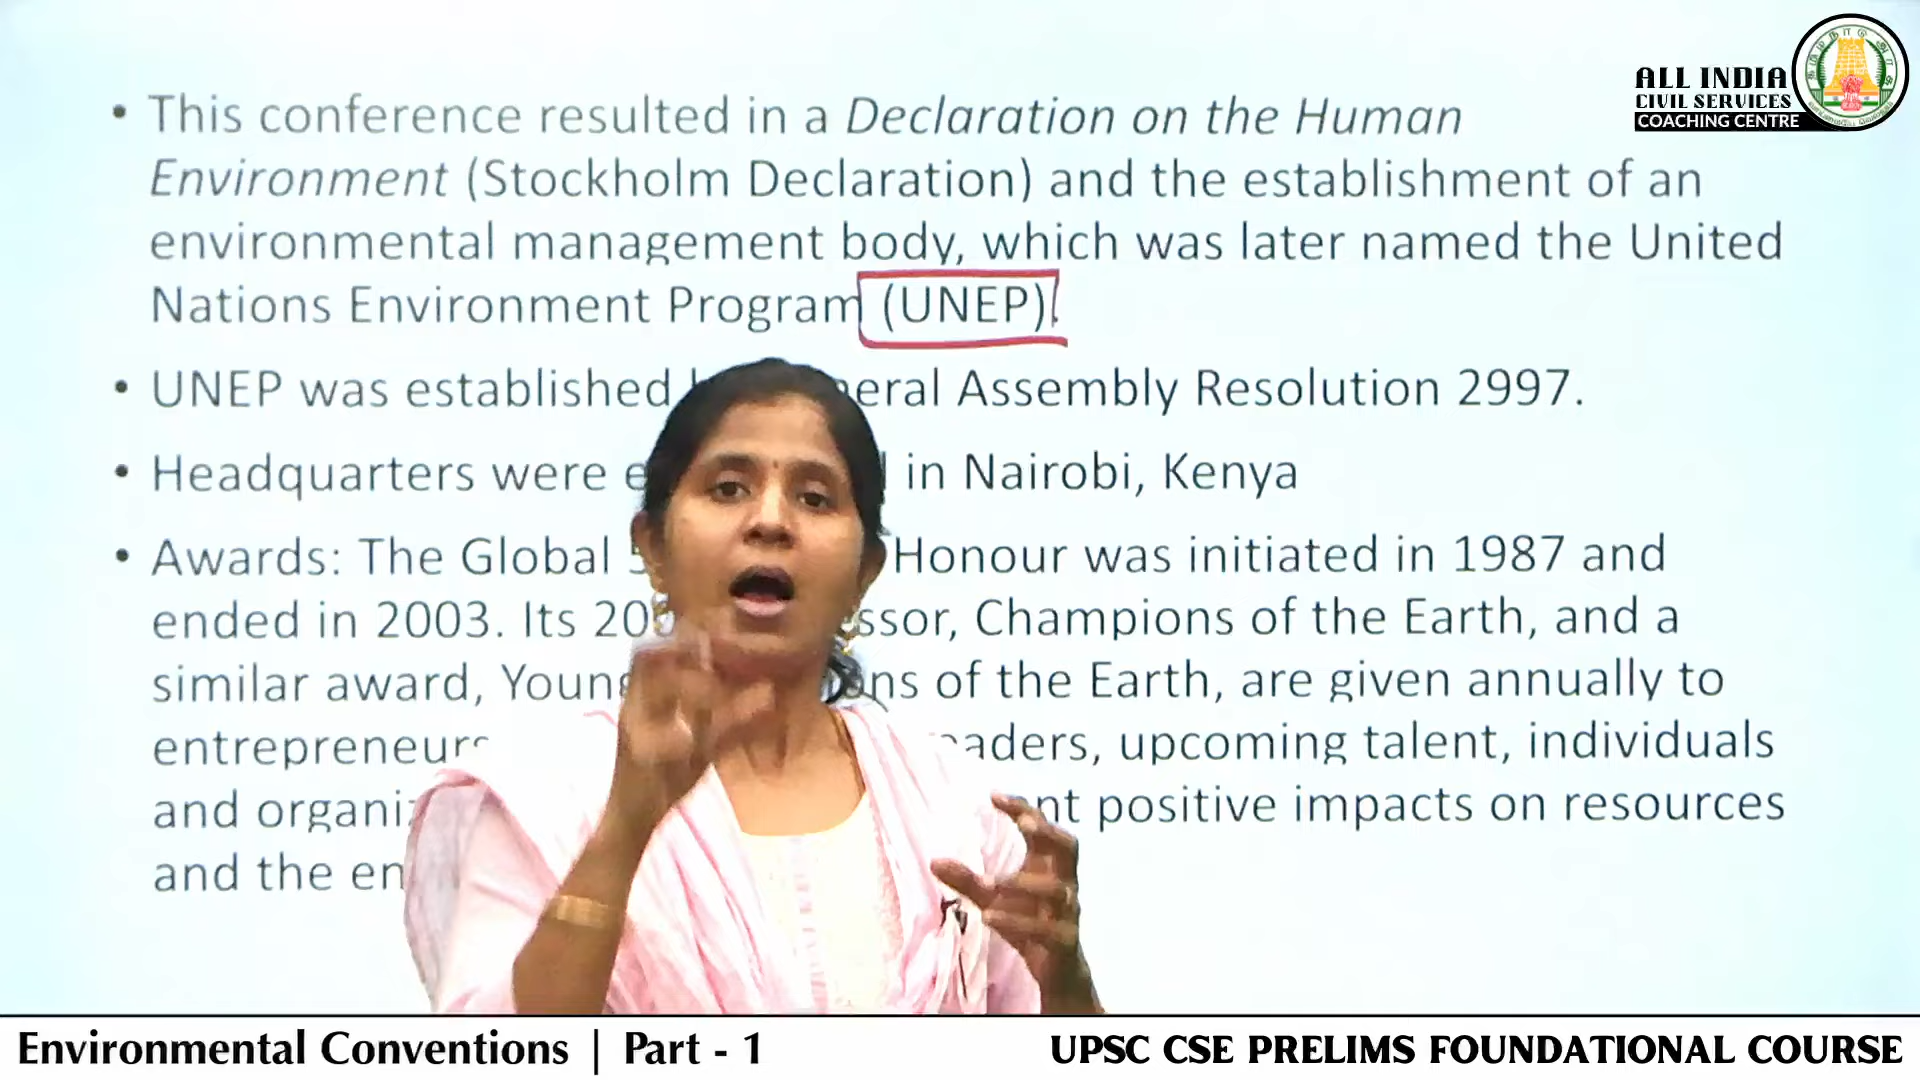 ALL INDIA
CIVIL SERVICES
COACHING CENTRE
• This conference resulted in a Declaration on the Human
Environment (Stockholm Declaration) and the establishment of an
environmental management body, which was later named the United
Nations Environment Program (UNEP).
• UNEP was established Assembly Resolution 2997.
• Headquarters were in Nairobi, Kenya
• Awards: The Global Honour was initiated in 1987 and
ended in 2003. Its Champions of the Earth, and a
similar award, of the Earth, are given annually to
upcoming talent, individuals
and positive impacts on resources
and the
Environmental Conventions | Part - 1
UPSC CSE PRELIMS FOUNDATIONAL COURSE